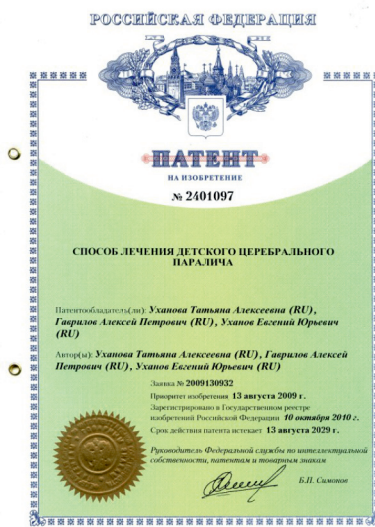 РОССИЙСКАЯ ФЕДЕРАЦИЯ
ПАТЕНТ
НА ИЗОБРЕТЕНИЕ
№ 2401097
СПОСОБ ЛЕЧЕНИЯ ДЕТСКОГО ЦЕРЕБРАЛЬНОГО
ПАРАЛИЧА
Патентообладатель(ли): Уханова Татьяна Алексеевна (RU),
Гаврилов Алексей Петрович (RU), Уханов Евгений Юрьевич
(RU)
Автор(ы): Уханова Татьяна Алексеевна (RU), Гаврилов Алексей
Петрович (RU), Уханов Евгений Юрьевич (RU)
Заявка № 2009130932
Приоритет изобретения 13 августа 2009 г.
Зарегистрировано в Государственном реестре
изобретений Российской Федерации 10 октября 2010 г.
Срок действия патента истекает 13 августа 2029 г.
Руководитель Федеральной службы по интеллектуальной
собственности, патентам и товарным знакам
Б.П. Симонов